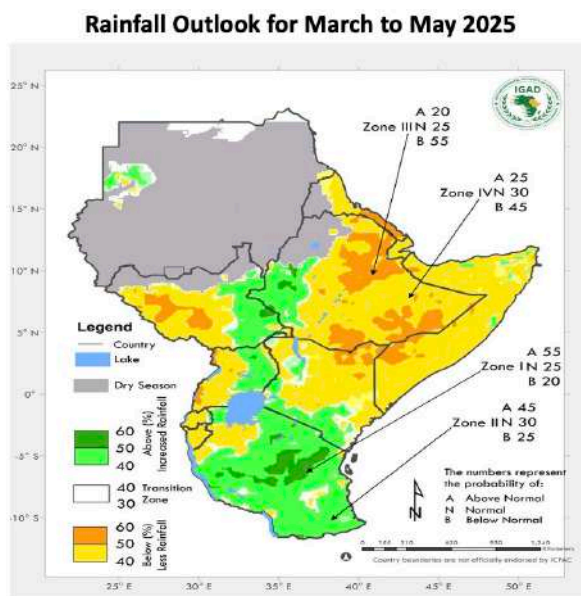 Rainfall Outlook for March to May 2025
IGAD
A 20
Zone III N 25
B 55
A 25
Zone IV N 30
B 45
A 55
Zone I N 25
B 20
A 45
Zone II N 30
B 25
25° N
20° N
15° N
10° N
5° N
0°
-5° S
-10° S
25° E
30° E
35° E
40° E
45° E
50° E
Legend
Country
Lake
Dry Season
60
50
40
Above (%)
Increased Rainfall
40
30
Transition
Zone
60
50
40
Below (%)
Less Rainfall
The numbers represent
the probability of:
A Above Normal
N Normal
B Below Normal
N
Kilometers
Country boundaries are not officially endorsed by ICPAC